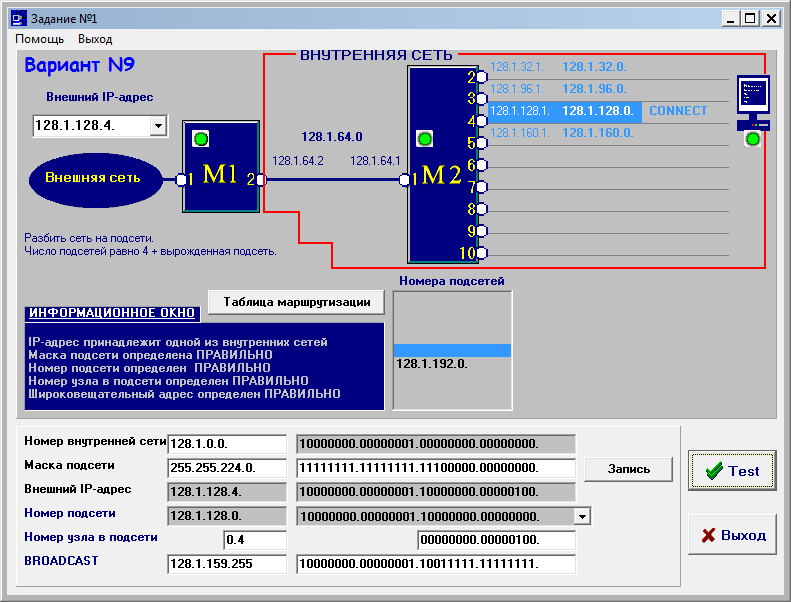 Задание №1
Помощь Выход
Вариант N9
ВНУТРЕННЯЯ СЕТЬ
Внешний IP-адрес
128.1.128.4.
Внешняя сеть
1 M1 2
128.1.64.0
128.1.64.2 128.1.64.1
1 M2
2 128.1.32.1. 128.1.32.0.
3 128.1.96.1. 128.1.96.0.
4 128.1.128.1. 128.1.128.0. CONNECT
5 128.1.160.1. 128.1.160.0.
6
7
8
9
10
Разбить сеть на подсети.
Число подсетей равно 4 + вырожденная подсеть.
Таблица маршрутизации
Номера подсетей
128.1.192.0.
ИНФОРМАЦИОННОЕ ОКНО
IP-адрес принадлежит одной из внутренних сетей
Маска подсети определена ПРАВИЛЬНО
Номер подсети определен ПРАВИЛЬНО
Номер узла в подсети определен ПРАВИЛЬНО
Широковещательный адрес определен ПРАВИЛЬНО
Номер внутренней сети 128.1.0.0. 10000000.00000001.00000000.00000000.
Маска подсети 255.255.224.0. 11111111.11111111.11100000.00000000.
Внешний IP-адрес 128.1.128.4. 10000000.00000001.10000000.00000100.
Номер подсети 128.1.128.0. 10000000.00000001.10000000.00000000.
Номер узла в подсети 0.4 00000000.00000100.
BROADCAST 128.1.159.255 10000000.00000001.10011111.11111111.
Запись
Test
Выход